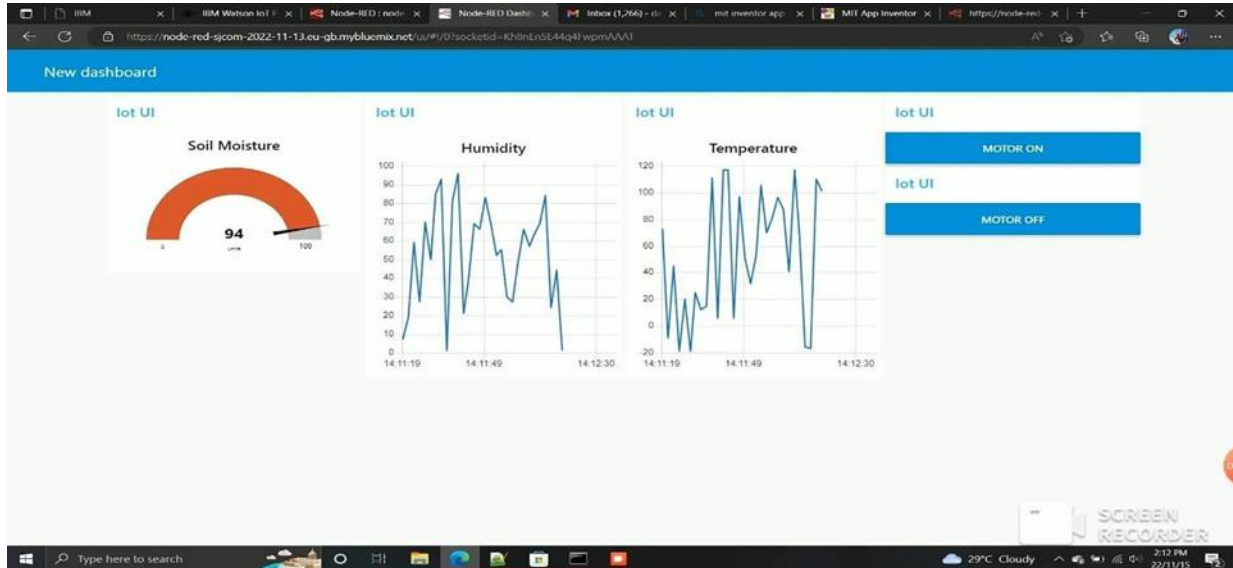 IBM
IBM Watson IoT P
Node-RED : node
Node-RED Dashb
Inbox (1,266) - d
mit inventor app
MIT App Inventor
https://node-red
https://node-red-sjcom-2022-11-13.eu-gb.mybluemix.net/ui/#!/0?socketid=
New dashboard
Iot UI
Soil Moisture
94
units
0
100
Iot UI
Humidity
100
90
80
70
60
50
40
30
20
10
0
14:11:19
14:11:49
14:12:30
Iot UI
Temperature
120
100
80
60
40
20
0
-20
14:11:19
14:11:49
14:12:30
Iot UI
MOTOR ON
Iot UI
MOTOR OFF
SCREEN
RECORDER
Type here to search
29°C Cloudy
2:12 PM
22/11/15